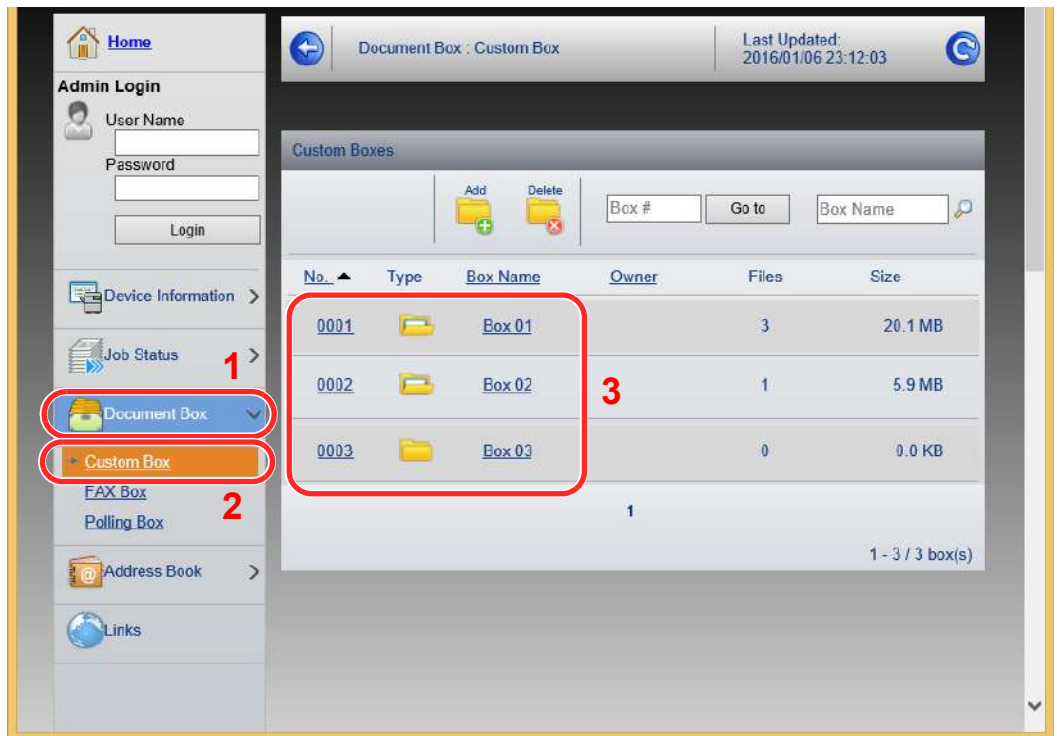 Home
Admin Login
User Name
Password
Login
Device Information
Job Status
1
Document Box
Custom Box
FAX Box
2
Polling Box
@
Address Book
Links
Document Box : Custom Box
Last Updated:
2016/01/06 23:12:03
Custom Boxes
Add Delete
Box # Go to Box Name
No. Type Box Name Owner Files Size
0001 Box 01 3 20.1 MB
0002 Box 02 1 5.9 MB
3
0003 Box 03 0 0.0 KB
1
1 - 3 / 3 box(s)